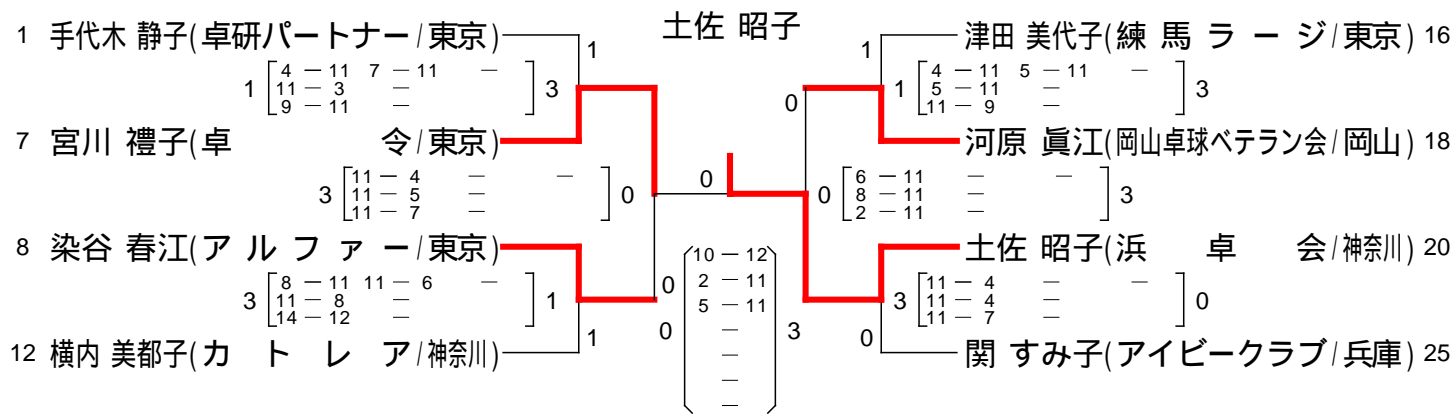 土佐 昭子
1 手代木 静子(卓研パートナー/東京) 1
1 4 － 11 7 － 11 － 3
11 － 3 －
9 － 11 －
7 宮川 禮子(卓 令/東京)
3 11 － 4 － － 0
11 － 5 －
11 － 7 －
8 染谷 春江(アルファー/東京)
3 8 － 11 11 － 6 － 1
11 － 8 －
14 － 12 －
12 横内 美都子(カトレア/神奈川) 1
0
0
0 10 － 12 3
2 － 11
5 － 11
－
－
－
－
1 津田 美代子(練馬ラージ/東京) 16
1 4 － 11 5 － 11 － 3
5 － 11 －
11 － 9 －
0
河原 眞江(岡山卓球ベテラン会/岡山) 18
0 6 － 11 － － 3
8 － 11 －
2 － 11 －
土佐 昭子(浜卓会/神奈川) 20
3 11 － 4 － － 0
11 － 4 －
11 － 7 －
0 関 すみ子(アイビークラブ/兵庫) 25